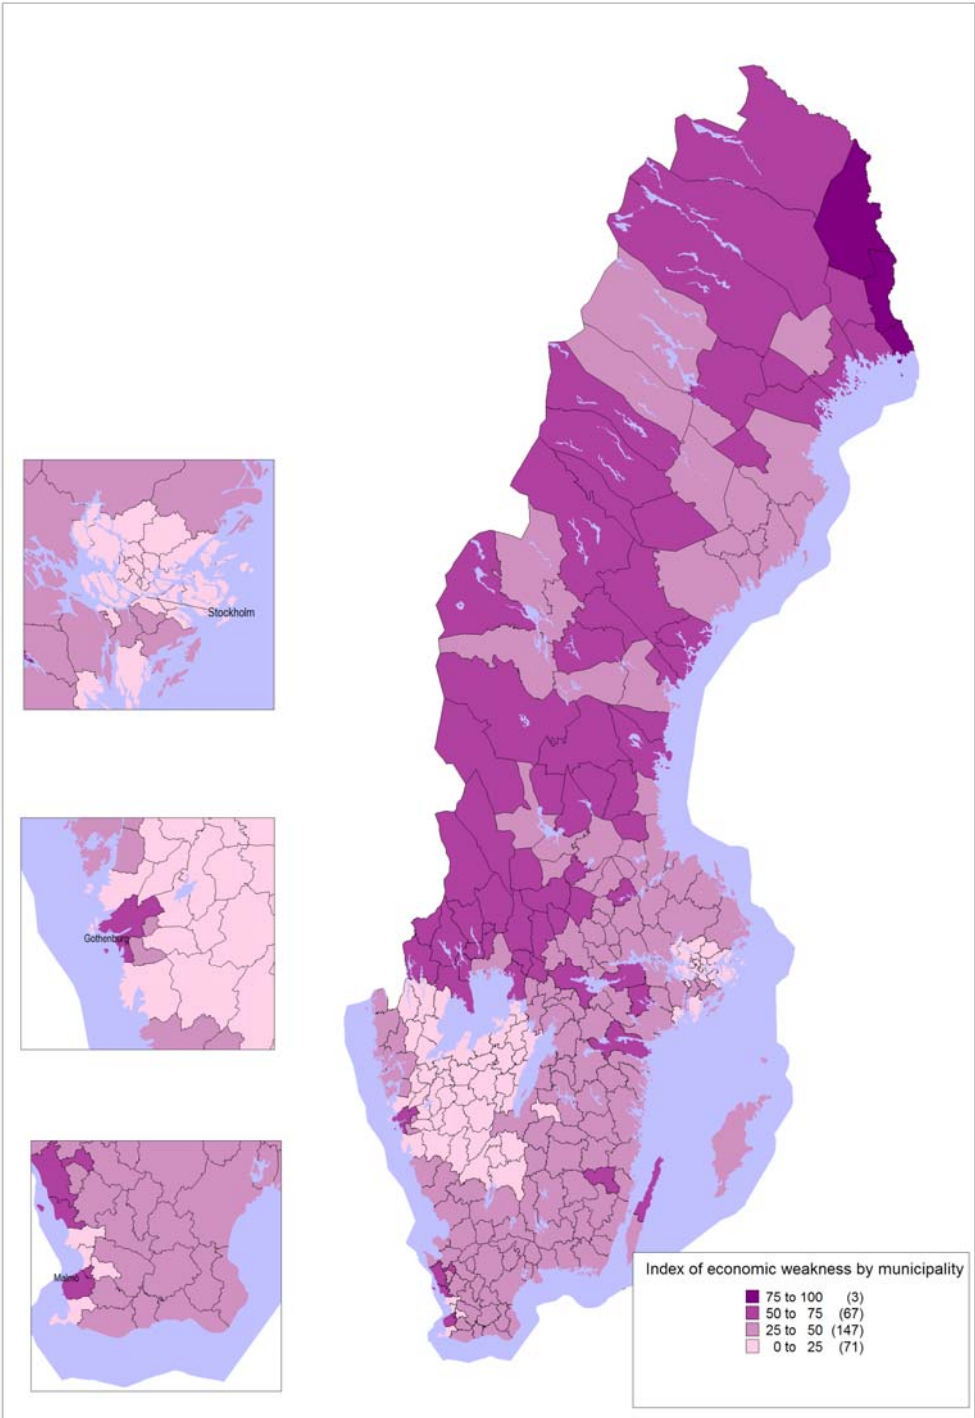 Stockholm
Gothenburg
Malmö
Index of economic weakness by municipality
75 to 100 (3)
50 to 75 (67)
25 to 50 (147)
0 to 25 (71)